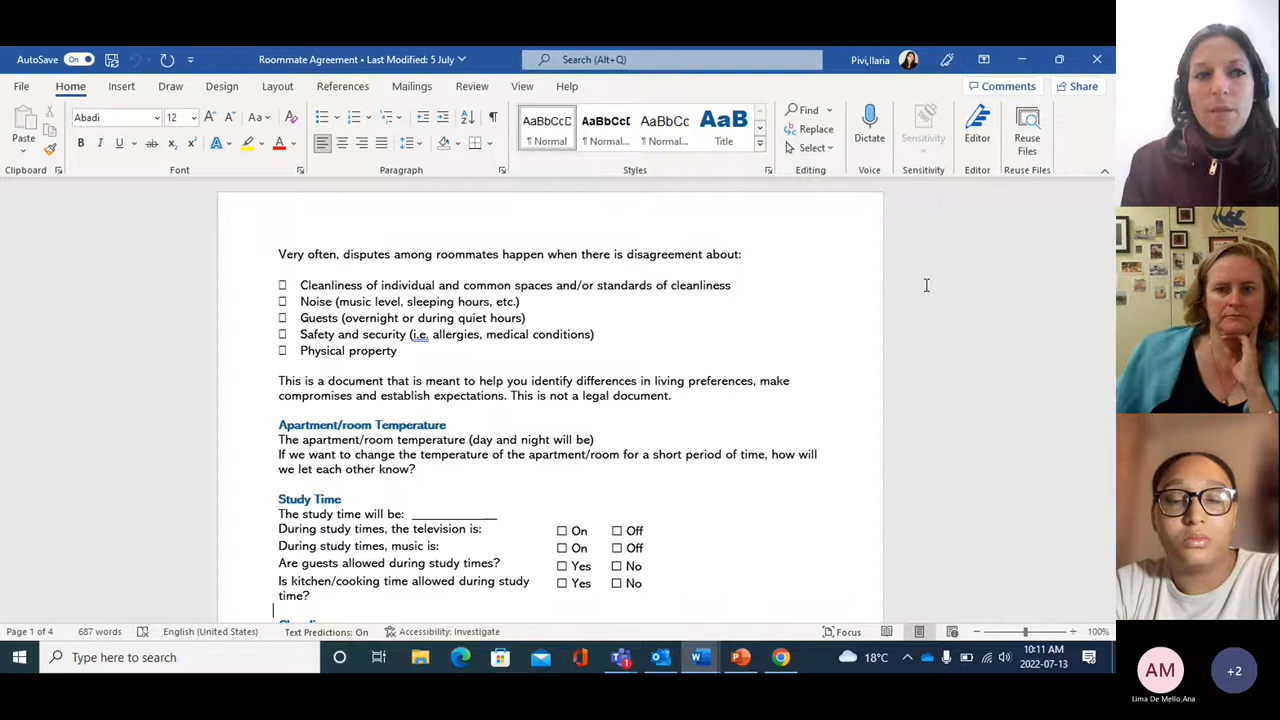 AutoSave On Roommate Agreement • Last Modified: 5 July Search (Alt+Q) Pivi,Ilaria
File Home Insert Draw Design Layout References Mailings Review View Help Comments Share
Abadi 12 Aa AaBbCcD AaBbCcD AaBbCc AaB Find
Paste Replace Dictate Sensitivity Editor Reuse Files
B I U ab x₂ x² A A ¶ Normal ¶ Normal... ¶ Normal... Title Select
Clipboard Font Paragraph Styles Editing Voice Sensitivity Editor Reuse Files
Very often, disputes among roommates happen when there is disagreement about:
☐ Cleanliness of individual and common spaces and/or standards of cleanliness
☐ Noise (music level, sleeping hours, etc.)
☐ Guests (overnight or during quiet hours)
☐ Safety and security (i.e. allergies, medical conditions)
☐ Physical property
This is a document that is meant to help you identify differences in living preferences, make
compromises and establish expectations. This is not a legal document.
Apartment/room Temperature
The apartment/room temperature (day and night will be)
If we want to change the temperature of the apartment/room for a short period of time, how will
we let each other know?
Study Time
The study time will be: ____________
During study times, the television is: ☐ On ☐ Off
During study times, music is: ☐ On ☐ Off
Are guests allowed during study times? ☐ Yes ☐ No
Is kitchen/cooking time allowed during study ☐ Yes ☐ No
time?
Page 1 of 4 687 words English (United States) Text Predictions: On Accessibility: Investigate Focus 100%
Type here to search 18°C 10:11 AM
2022-07-13
AM +2
Lima De Mello,Ana